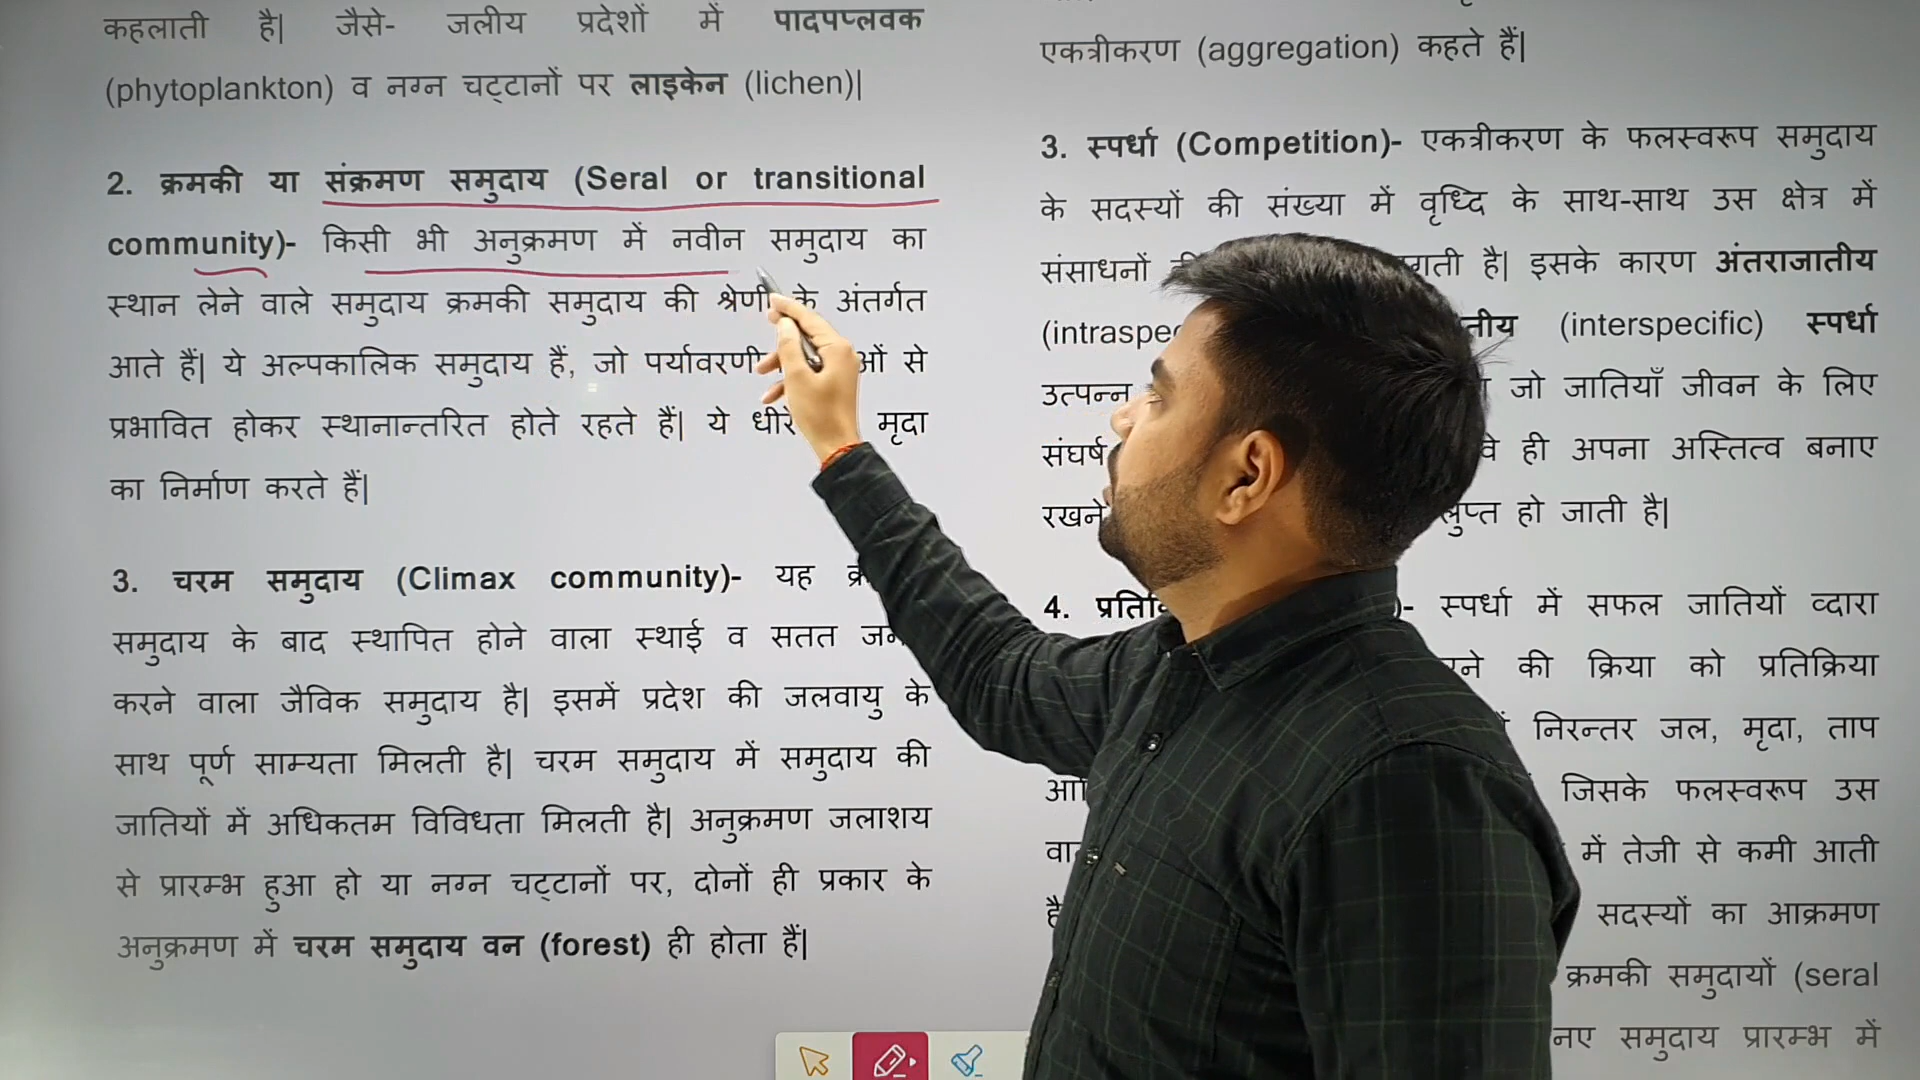 कहलाती है| जैसे- जलीय प्रदेशों में पादपप्लवक
(phytoplankton) व नग्न चट्टानों पर लाइकेन (lichen)|
2. क्रमकी या संक्रमण समुदाय (Seral or transitional
community)- किसी भी अनुक्रमण में नवीन समुदाय का
स्थान लेने वाले समुदाय क्रमकी समुदाय की श्रेणी के अंतर्गत
आते हैं| ये अल्पकालिक समुदाय हैं, जो से
प्रभावित होकर स्थानान्तरित होते रहते हैं| ये मृदा
का निर्माण करते हैं|
3. चरम समुदाय (Climax community)- यह
समुदाय के बाद स्थापित होने वाला स्थाई व सतत
करने वाला जैविक समुदाय है| इसमें प्रदेश की जलवायु के
साथ पूर्ण साम्यता मिलती है| चरम समुदाय में समुदाय की
जातियों में अधिकतम विविधता मिलती है| अनुक्रमण जलाशय
से प्रारम्भ हुआ हो या नग्न चट्टानों पर, दोनों ही प्रकार के
अनुक्रमण में चरम समुदाय वन (forest) ही होता हैं|
एकत्रीकरण (aggregation) कहते हैं|
3. स्पर्धा (Competition)- एकत्रीकरण के फलस्वरूप समुदाय
के सदस्यों की संख्या में वृध्दि के साथ-साथ उस क्षेत्र में
संसाधनों है| इसके कारण अंतराजातीय
(interspecific) स्पर्धा
उत्पन्न जो जातियाँ जीवन के लिए
संघर्ष ही अपना अस्तित्व बनाए
रखने हो जाती है|
4. स्पर्धा में सफल जातियों व्दारा
की क्रिया को प्रतिक्रिया
निरन्तर जल, मृदा, ताप
जिसके फलस्वरूप उस
में तेजी से कमी आती
सदस्यों का आक्रमण
क्रमकी समुदायों (seral
नए समुदाय प्रारम्भ में